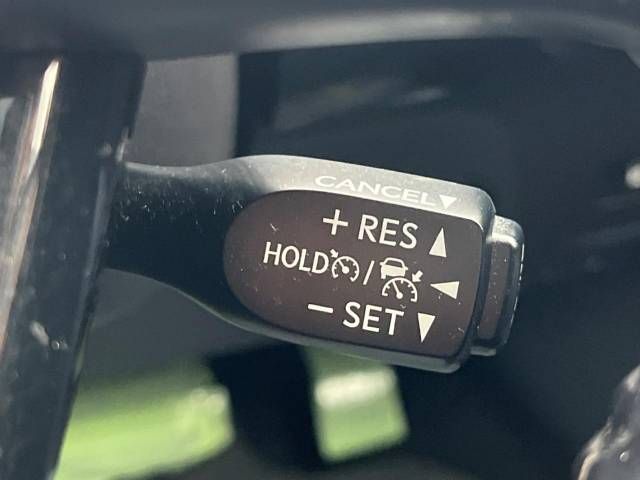 CANCEL▼
+ RES ▲
HOLD / ◀
− SET ▼